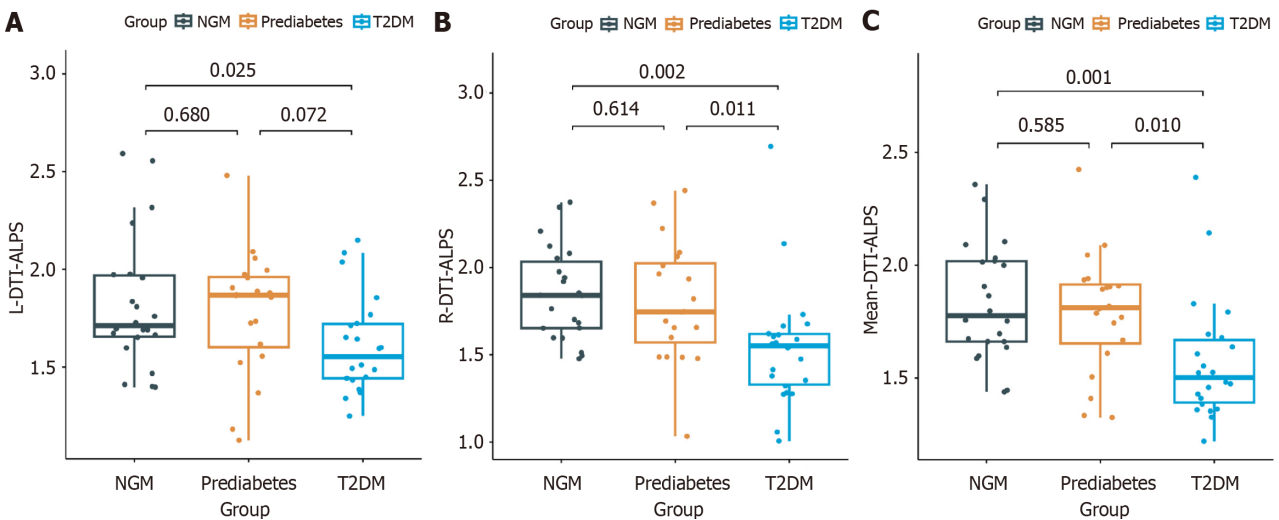 A
Group NGM Prediabetes T2DM
3.0
2.5
2.0
1.5
L-DTI-ALPS
0.025
0.680 0.072
NGM Prediabetes T2DM
Group
B
Group NGM Prediabetes T2DM
3.0
2.5
2.0
1.5
1.0
R-DTI-ALPS
0.002
0.614 0.011
NGM Prediabetes T2DM
Group
C
Group NGM Prediabetes T2DM
2.5
2.0
1.5
Mean-DTI-ALPS
0.001
0.585 0.010
NGM Prediabetes T2DM
Group